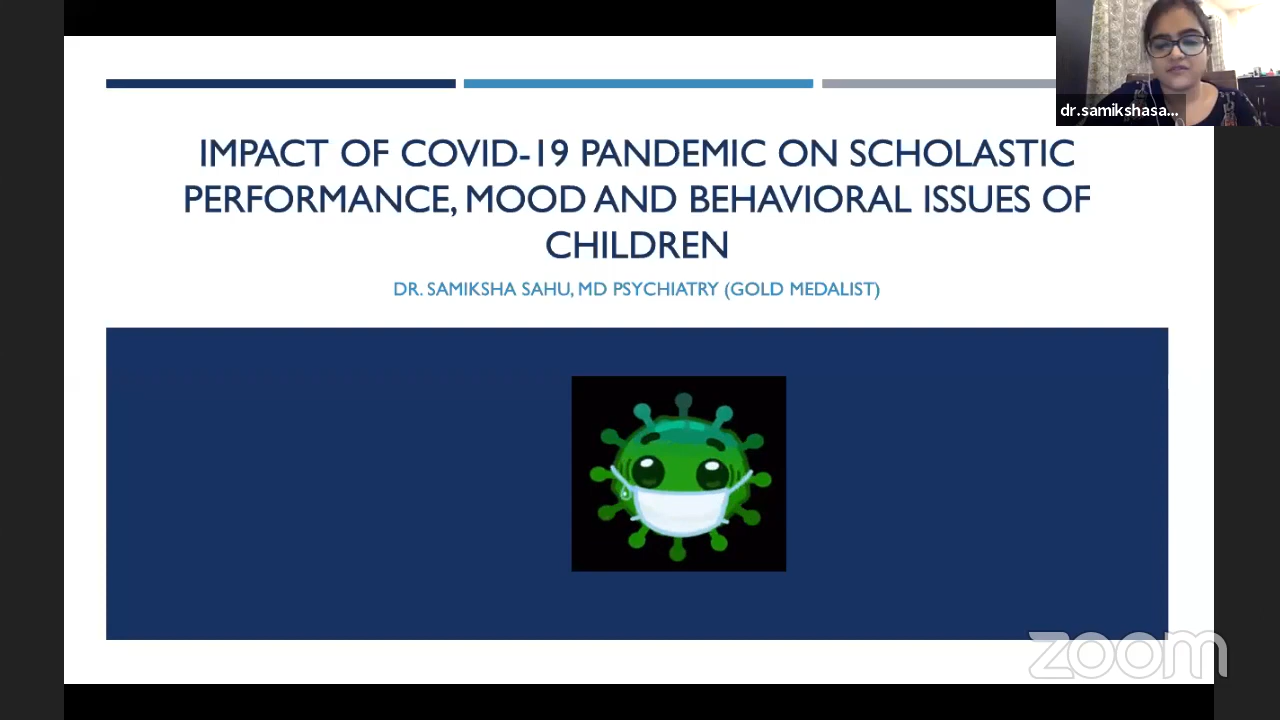 dr.samikshasa...
IMPACT OF COVID-19 PANDEMIC ON SCHOLASTIC
PERFORMANCE, MOOD AND BEHAVIORAL ISSUES OF
CHILDREN
DR. SAMIKSHA SAHU, MD PSYCHIATRY (GOLD MEDALIST)
zoom